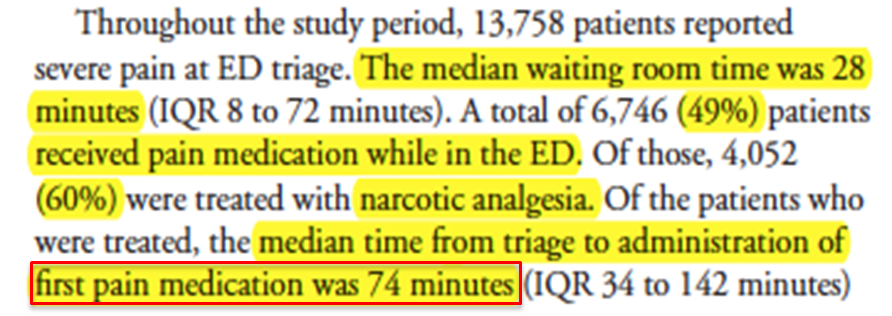 Throughout the study period, 13,758 patients reported
severe pain at ED triage. The median waiting room time was 28
minutes (IQR 8 to 72 minutes). A total of 6,746 (49%) patients
received pain medication while in the ED. Of those, 4,052
(60%) were treated with narcotic analgesia. Of the patients who
were treated, the median time from triage to administration of
first pain medication was 74 minutes (IQR 34 to 142 minutes)